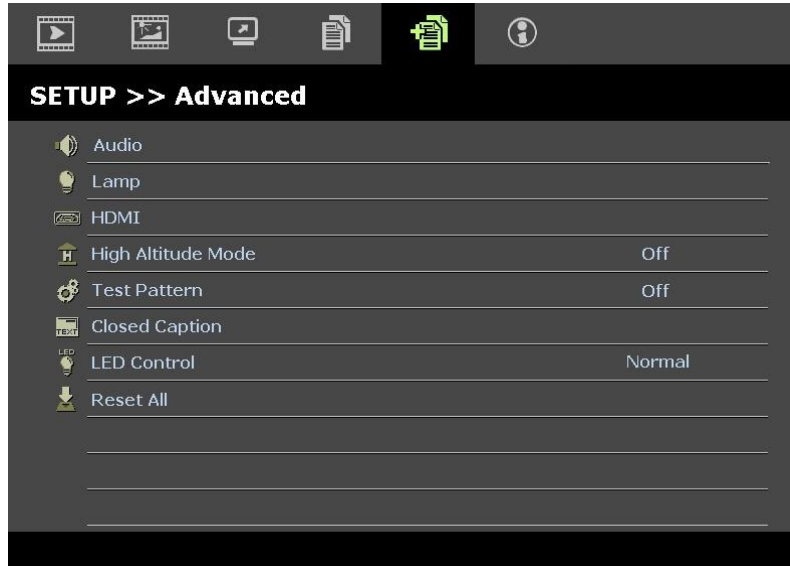 SETUP >> Advanced
Audio
Lamp
HDMI
H High Altitude Mode Off
Test Pattern Off
TEXT Closed Caption
LED LED Control Normal
Reset All